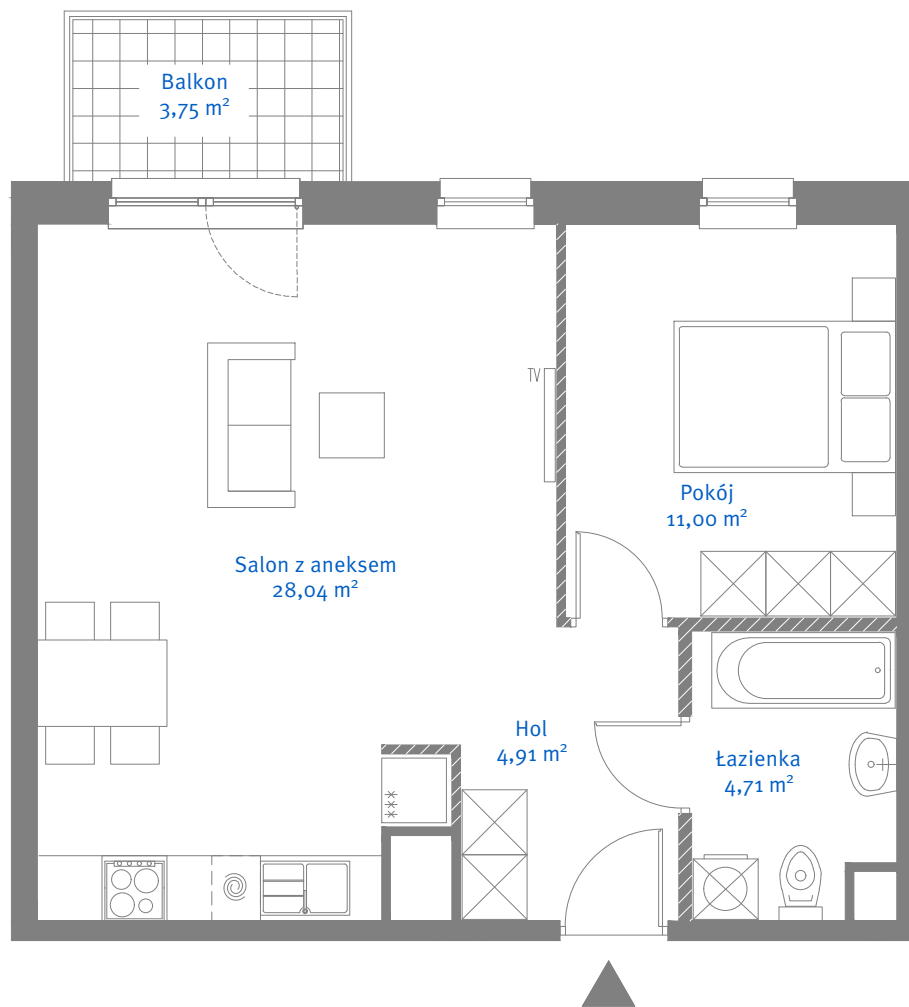 Balkon
3,75 m²
TV
Pokój
11,00 m²
Salon z aneksem
28,04 m²
Hol
4,91 m²
Łazienka
4,71 m²